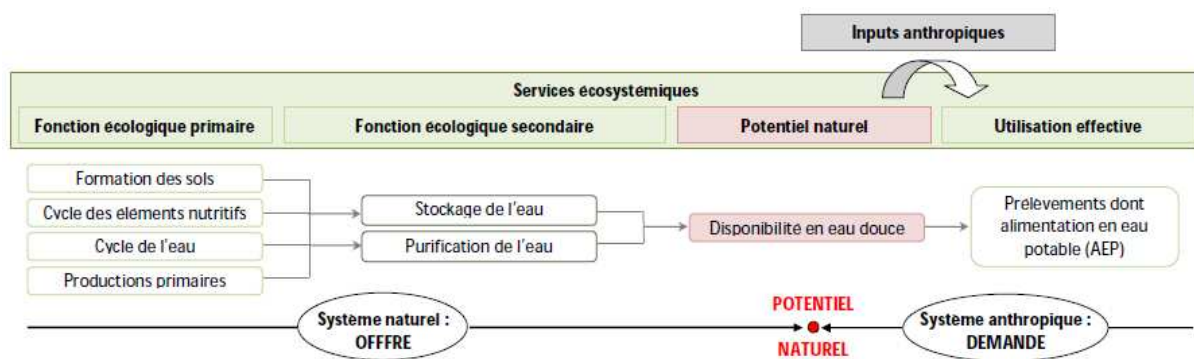 Inputs anthropiques
Services écosystémiques
Fonction écologique primaire
Fonction écologique secondaire
Potentiel naturel
Utilisation effective
Formation des sols
Cycle des éléments nutritifs
Cycle de l'eau
Productions primaires
Stockage de l'eau
Purification de l'eau
Disponibilité en eau douce
Prélèvements dont
alimentation en eau
potable (AEP)
Système naturel :
OFFFRE
POTENTIEL
NATUREL
Système anthropique :
DEMANDE